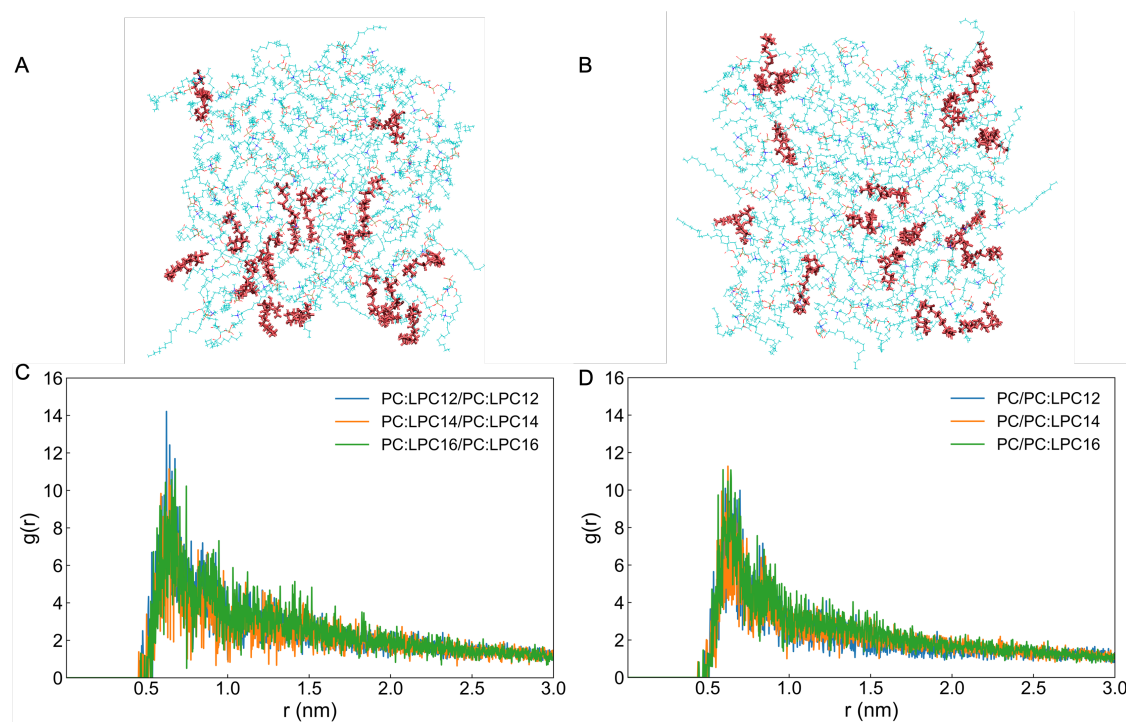 A
B
C
16
14
12
10
8
6
4
2
0
g(r)
PC:LPC12/PC:LPC12
PC:LPC14/PC:LPC14
PC:LPC16/PC:LPC16
0.5
1.0
1.5
2.0
2.5
3.0
r (nm)
D
16
14
12
10
8
6
4
2
0
g(r)
PC/PC:LPC12
PC/PC:LPC14
PC/PC:LPC16
0.5
1.0
1.5
2.0
2.5
3.0
r (nm)